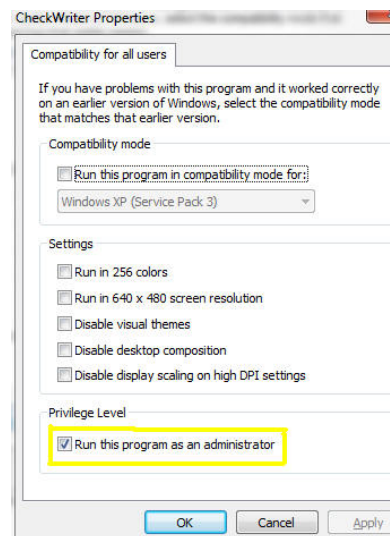 CheckWriter Properties
Compatibility for all users
If you have problems with this program and it worked correctly
on an earlier version of Windows, select the compatibility mode
that matches that earlier version.
Compatibility mode
Run this program in compatibility mode for:
Windows XP (Service Pack 3)
Settings
Run in 256 colors
Run in 640 x 480 screen resolution
Disable visual themes
Disable desktop composition
Disable display scaling on high DPI settings
Privilege Level
Run this program as an administrator
OK Cancel Apply